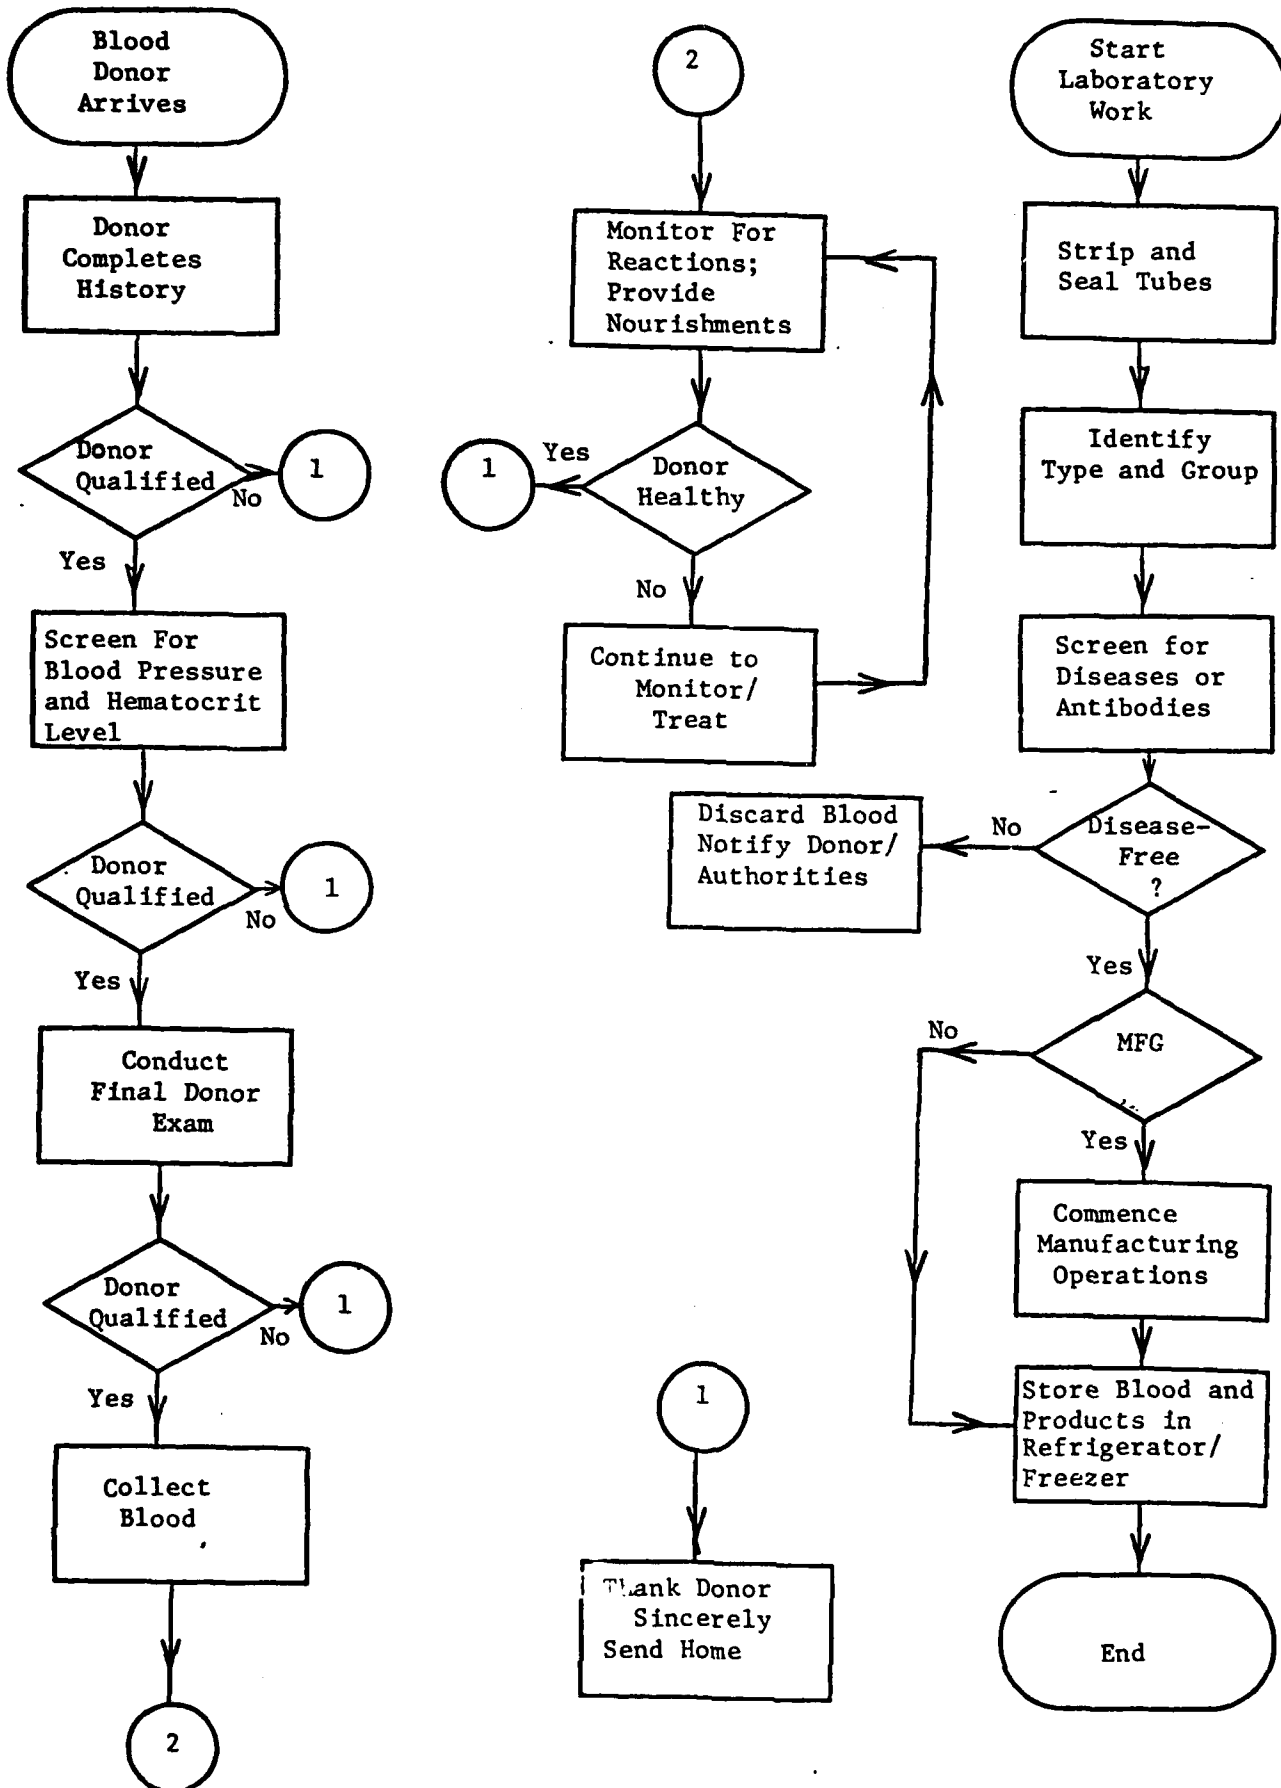 Blood
Donor
Arrives
Donor
Completes
History
Donor
Qualified
No
1
Yes
Screen For
Blood Pressure
and Hematocrit
Level
Donor
Qualified
No
1
Yes
Conduct
Final Donor
Exam
Donor
Qualified
No
1
Yes
Collect
Blood
2
2
Monitor For
Reactions;
Provide
Nourishments
Donor
Healthy
Yes
1
No
Continue to
Monitor/
Treat
1
Thank Donor
Sincerely
Send Home
Start
Laboratory
Work
Strip and
Seal Tubes
Identify
Type and Group
Screen for
Diseases or
Antibodies
Disease-
Free
?
No
Discard Blood
Notify Donor/
Authorities
Yes
MFG
No
Yes
Commence
Manufacturing
Operations
Store Blood and
Products in
Refrigerator/
Freezer
End